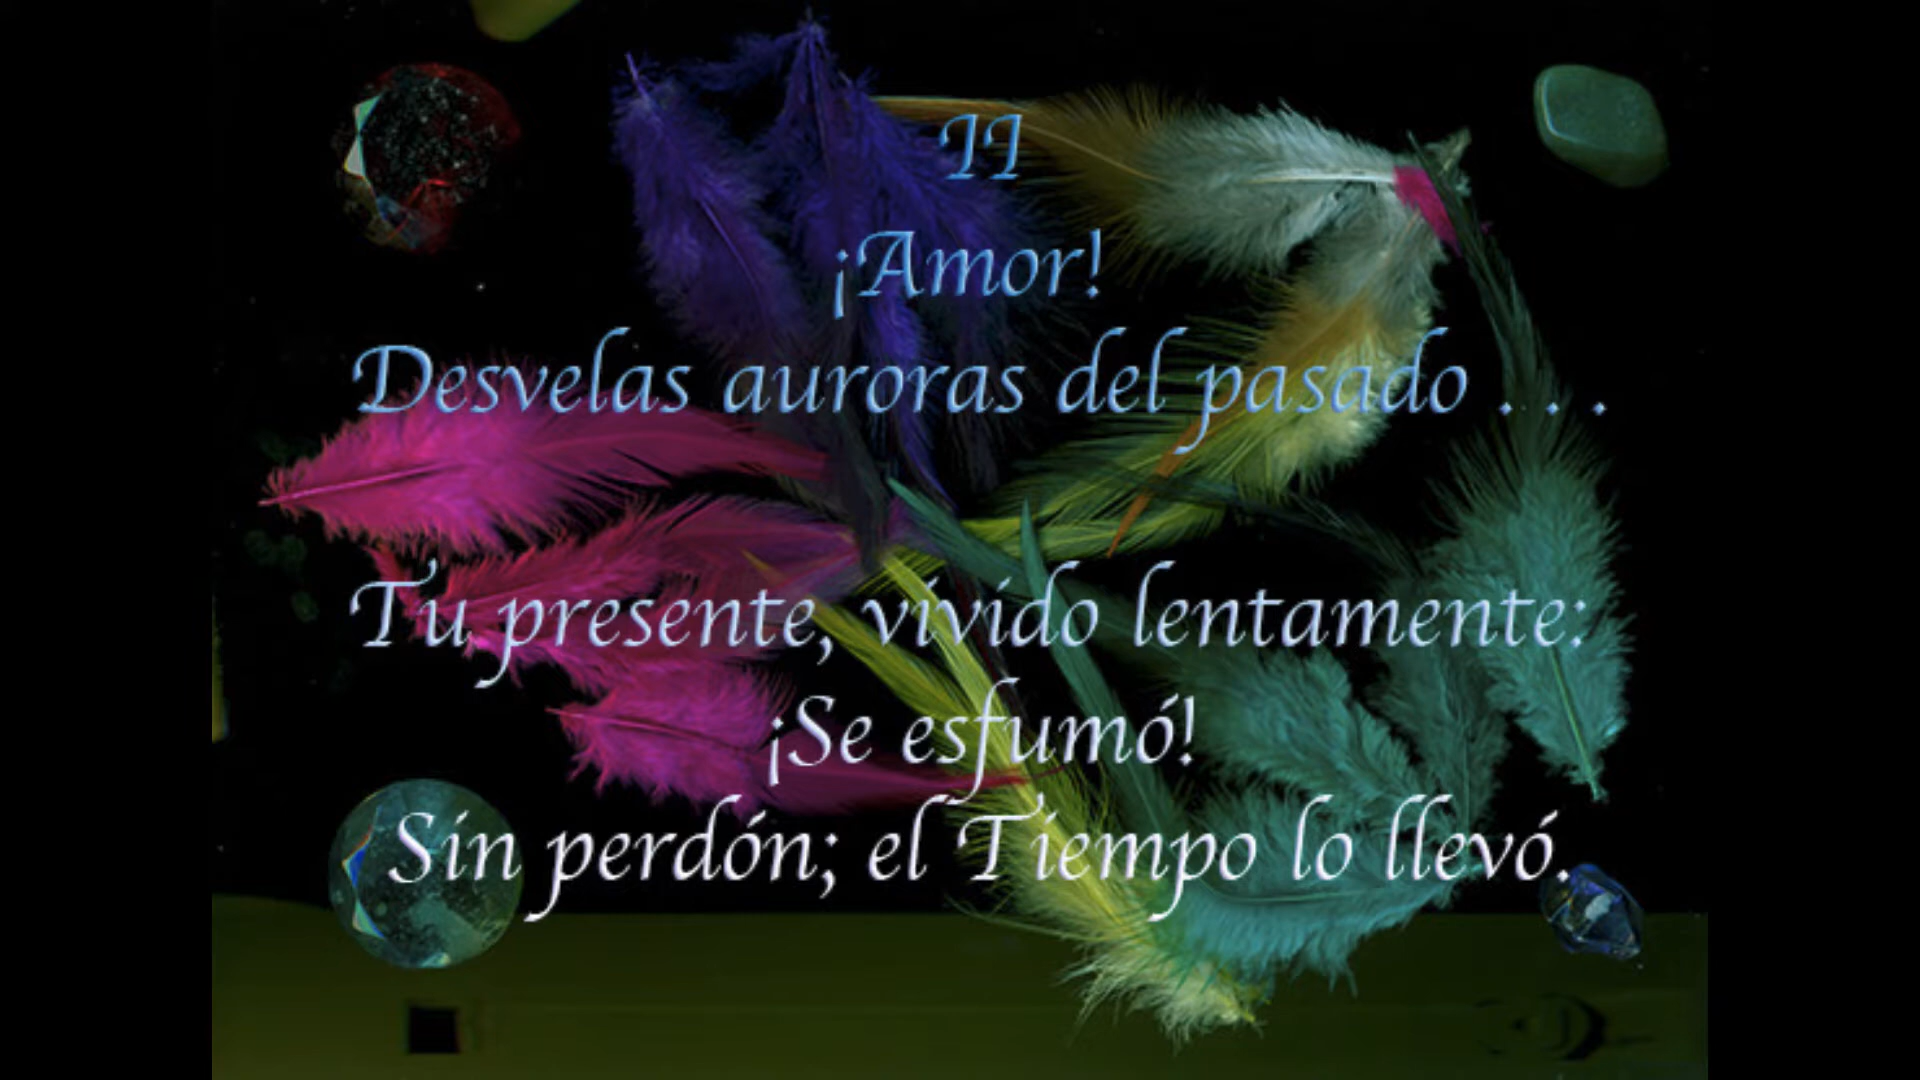 II
¡Amor!
Desvelas auroras del pasado . . .
Tu presente, vivido lentamente:
¡Se esfumó!
Sin perdón; el Tiempo lo llevó.